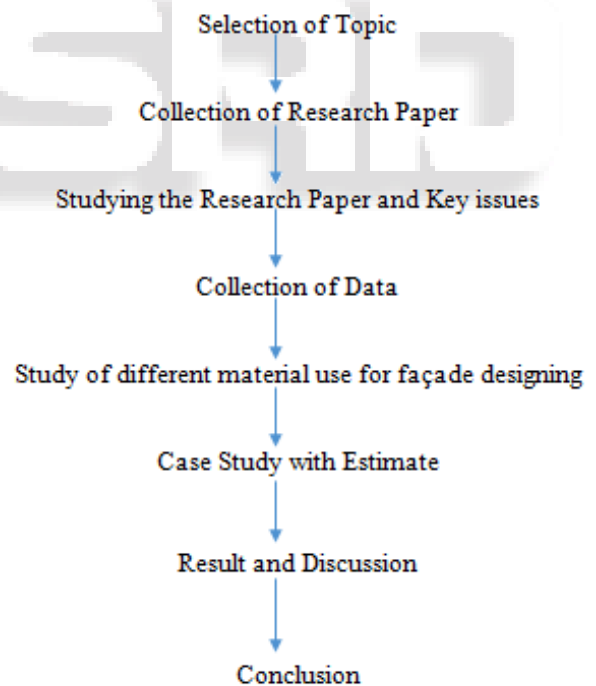 Selection of Topic
Collection of Research Paper
Studying the Research Paper and Key issues
Collection of Data
Study of different material use for façade designing
Case Study with Estimate
Result and Discussion
Conclusion